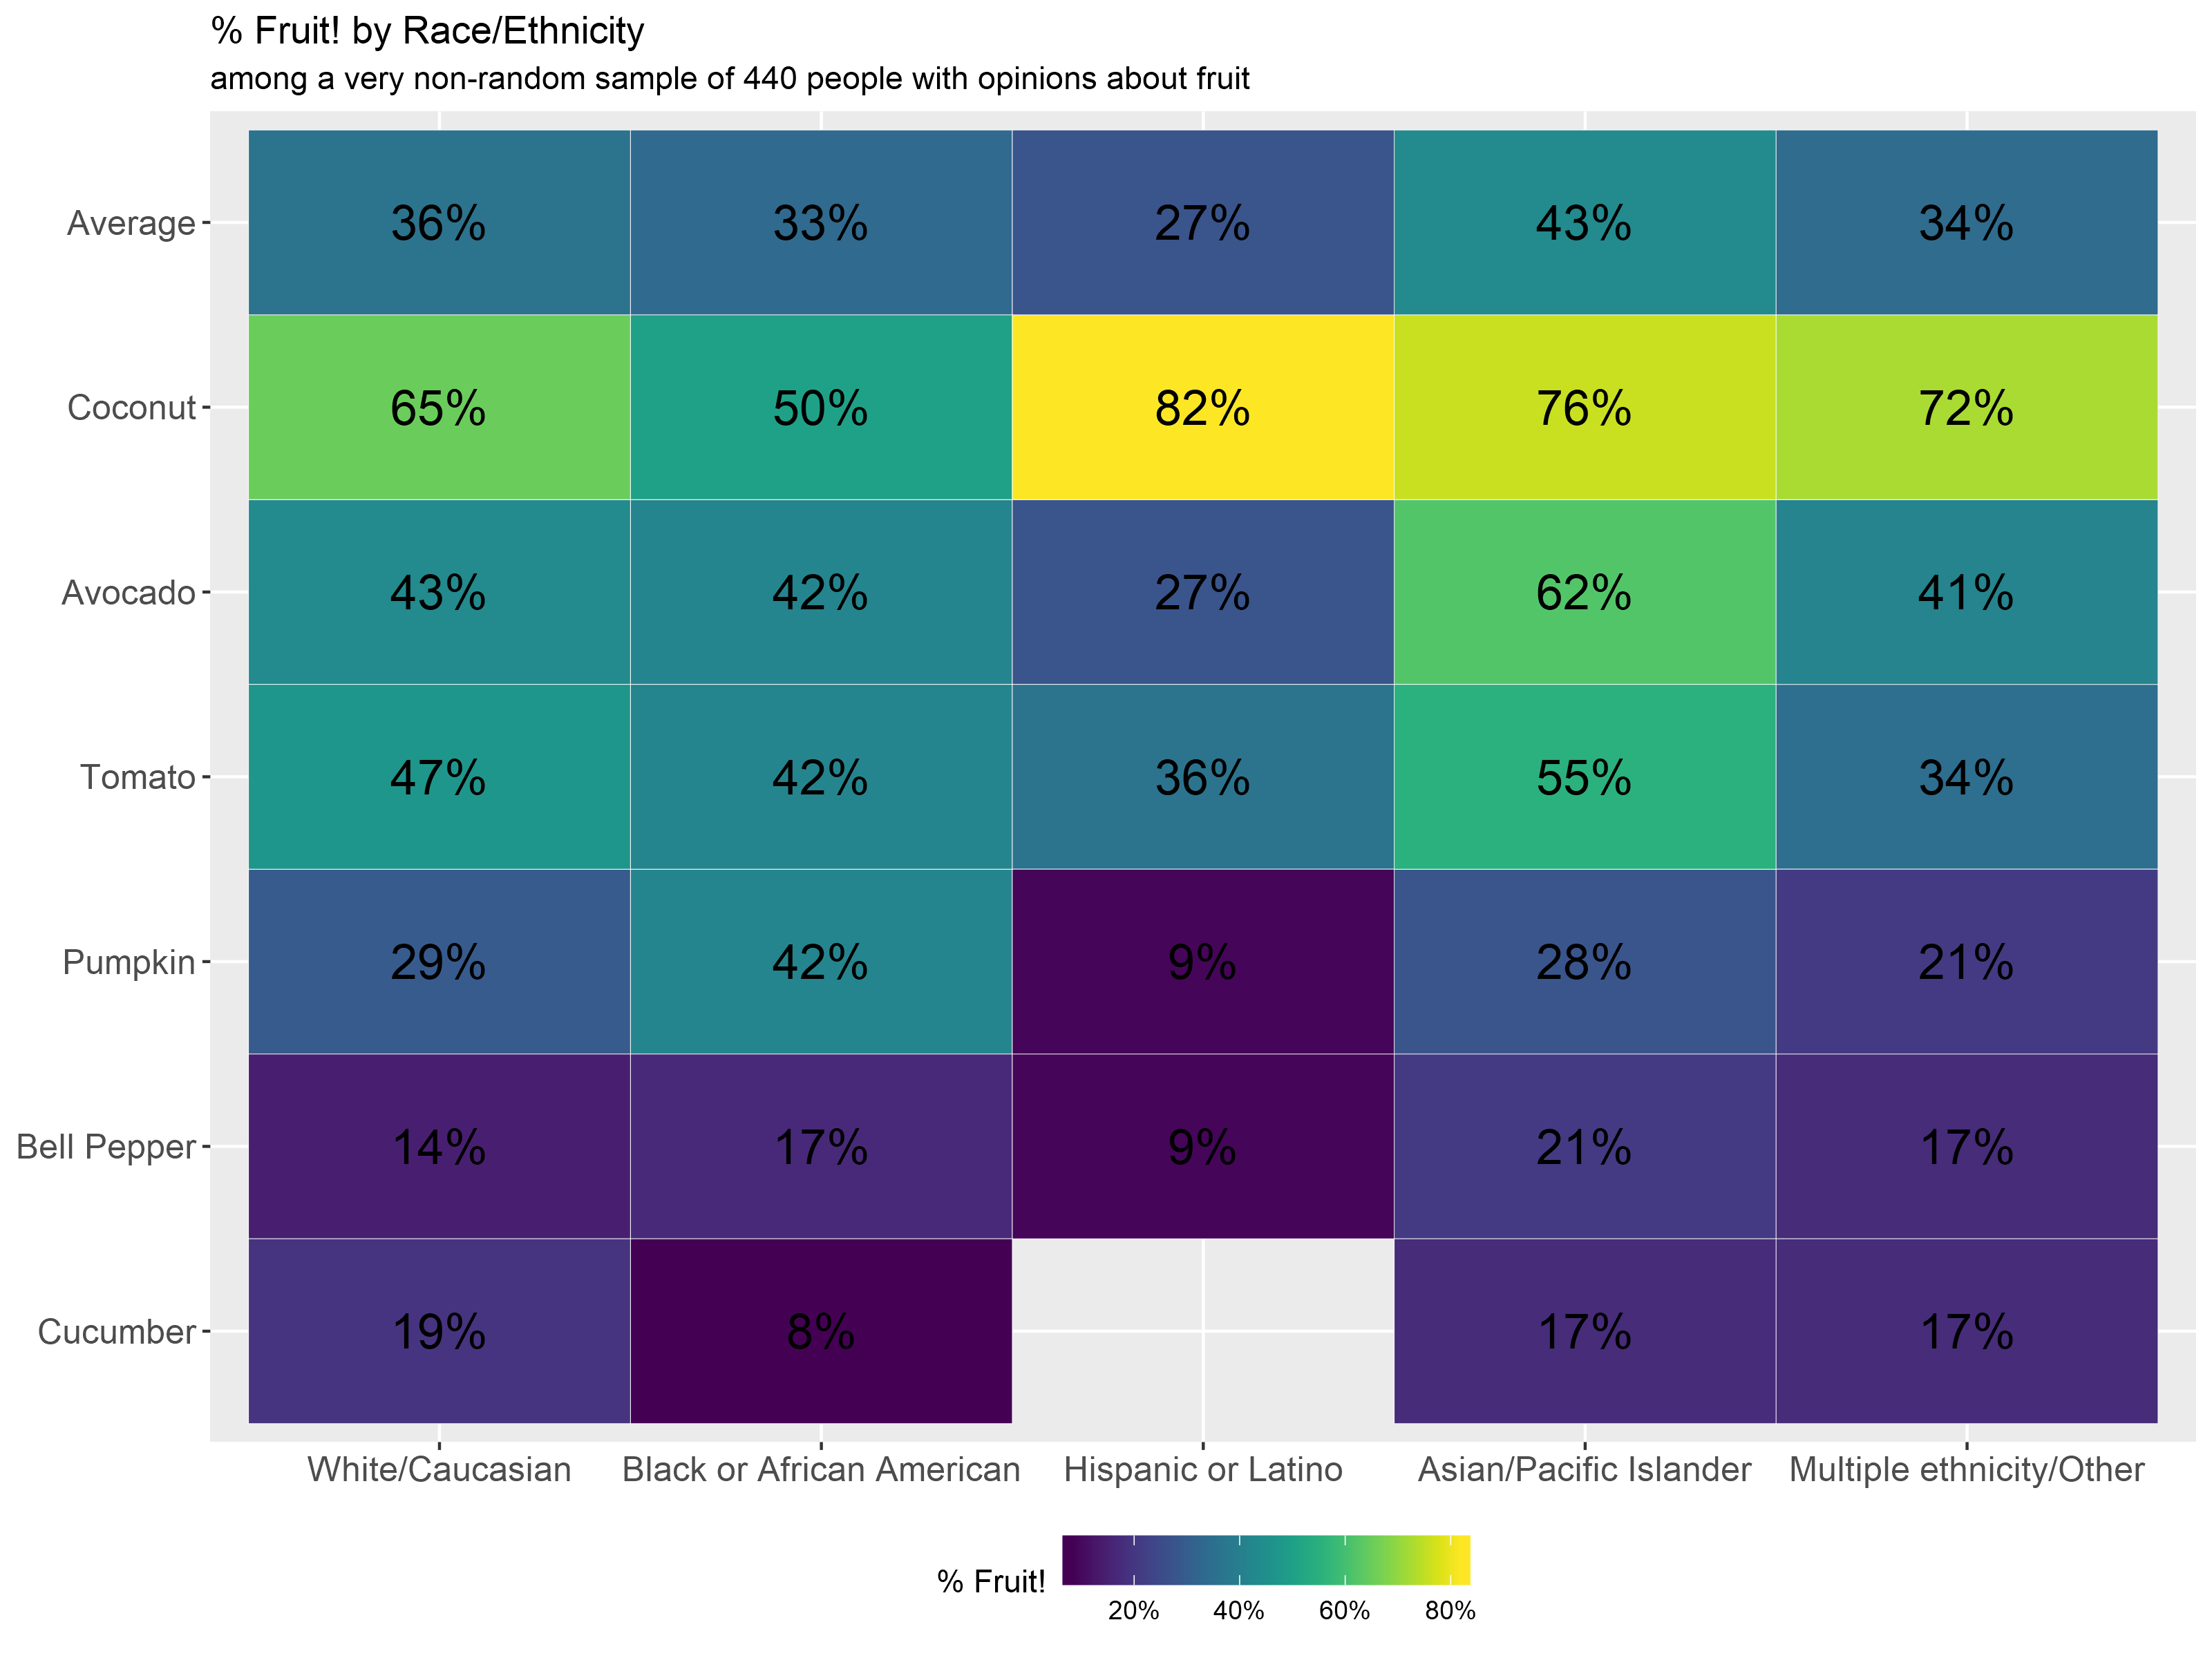 % Fruit! by Race/Ethnicity
among a very non-random sample of 440 people with opinions about fruit
Average 36% 33% 27% 43% 34%
Coconut 65% 50% 82% 76% 72%
Avocado 43% 42% 27% 62% 41%
Tomato 47% 42% 36% 55% 34%
Pumpkin 29% 42% 9% 28% 21%
Bell Pepper 14% 17% 9% 21% 17%
Cucumber 19% 8% 17% 17%
White/Caucasian Black or African American Hispanic or Latino Asian/Pacific Islander Multiple ethnicity/Other
% Fruit!
20% 40% 60% 80%